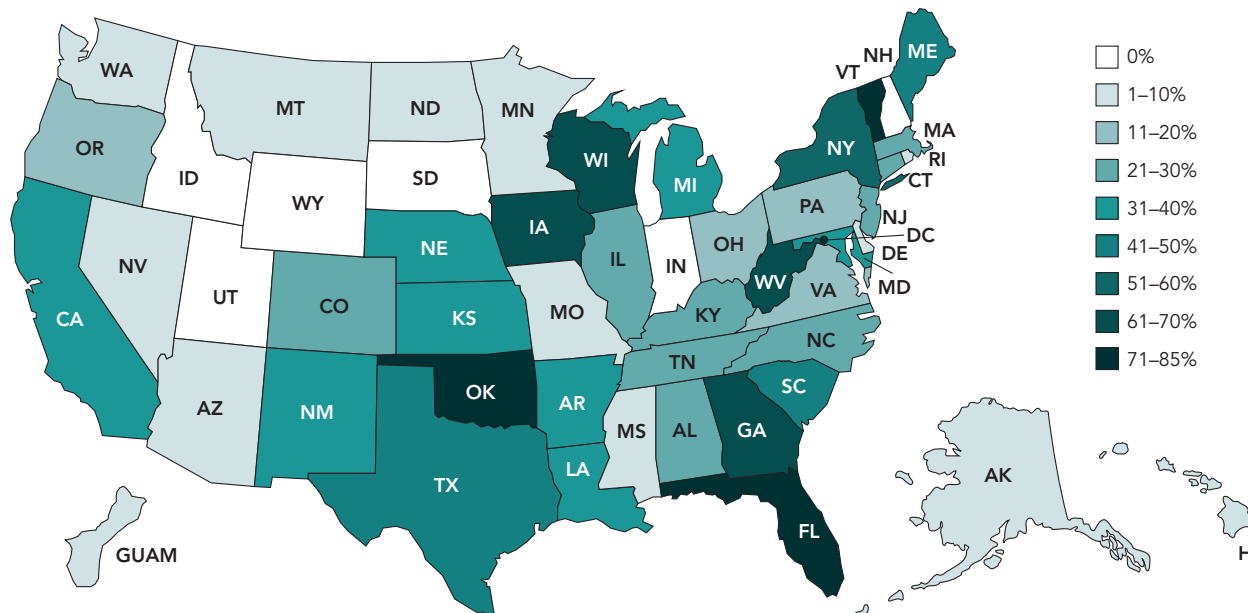 WA
MT
ND
MN
OR
ID
WY
SD
WI
MI
NY
VT
NH
ME
MA
RI
CT
NJ
DC
DE
MD
PA
OH
IN
IL
IA
NE
NV
UT
CO
CA
KS
MO
KY
WV
VA
NC
TN
SC
AZ
NM
OK
AR
MS
AL
GA
LA
TX
FL
GUAM
AK
H
0%
1–10%
11–20%
21–30%
31–40%
41–50%
51–60%
61–70%
71–85%